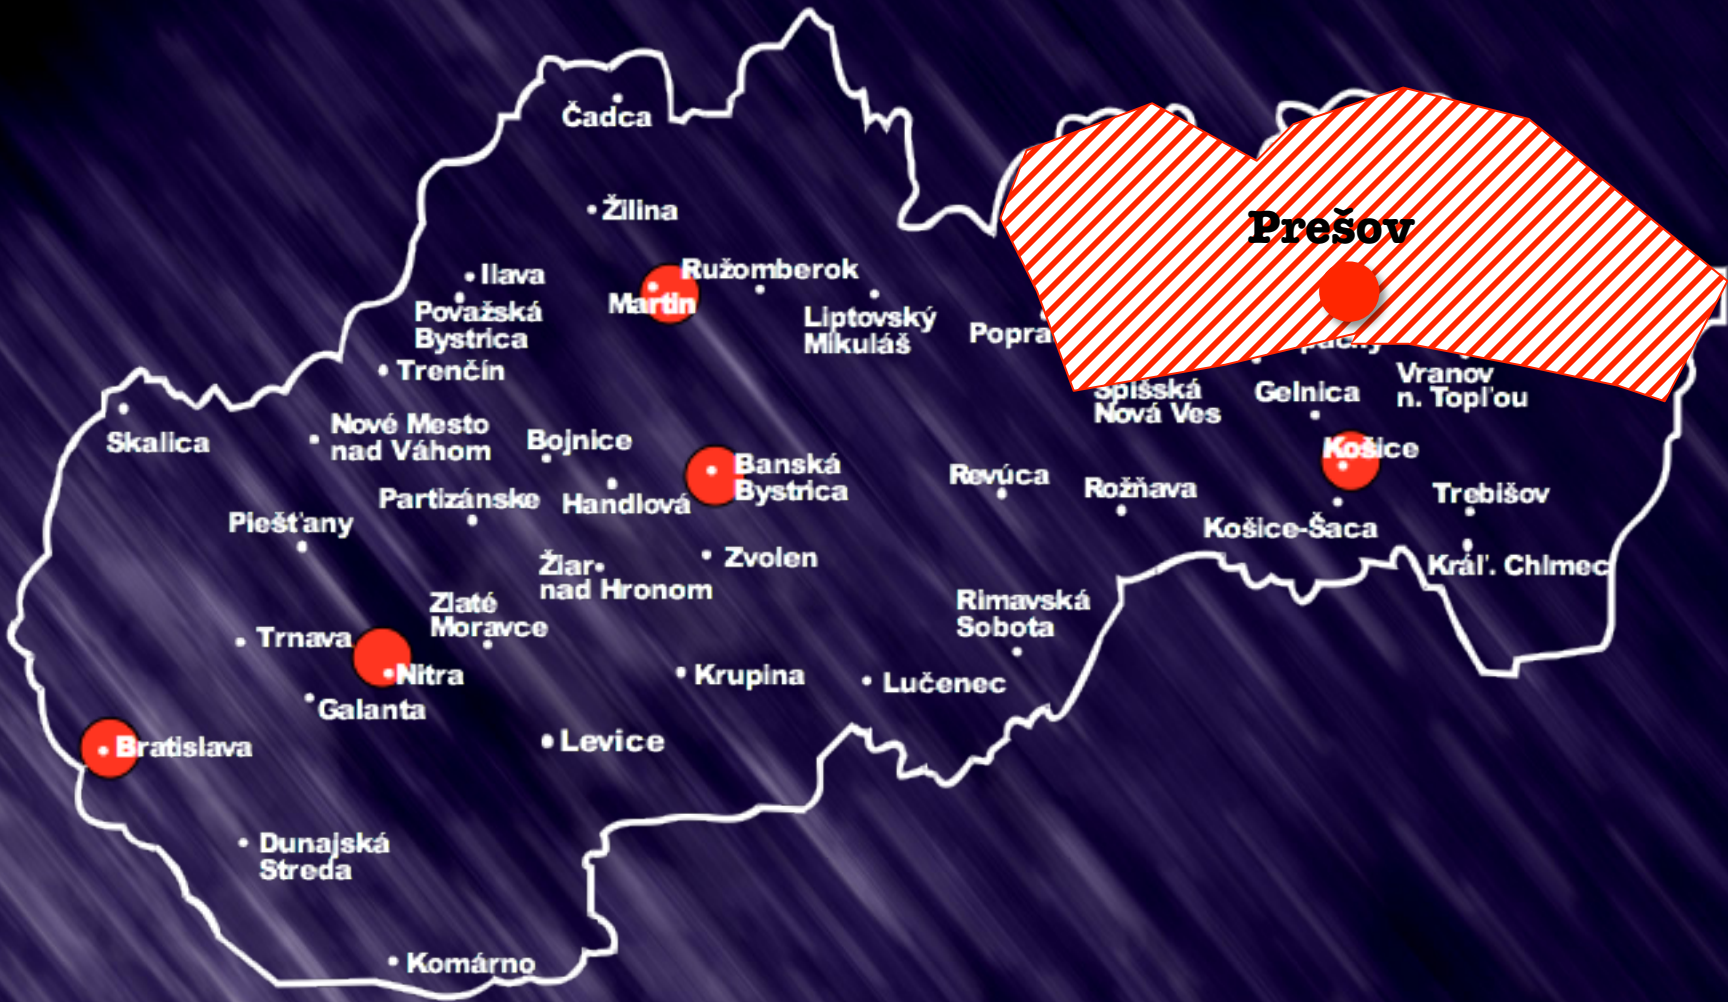 Čadca
Žilina
Prešov
Ilava
Ružomberok
Považská
Bystrica
Martin
Liptovský
Mikuláš
Popra
Trenčín
Spišská
Nová Ves
Gelnica
Vranov
n. Topľou
Skalica
Nové Mesto
nad Váhom
Bojnice
Banská
Bystrica
Košice
Revúca
Rožňava
Trebišov
Partizánske
Handlová
Piešťany
Košice-Šaca
Žiar
nad Hronom
Zvolen
Kráľ. Chlmec
Zlaté
Moravce
Rimavská
Sobota
Trnava
Nitra
Krupina
Lučenec
Galanta
Bratislava
Levice
Dunajská
Streda
Komárno